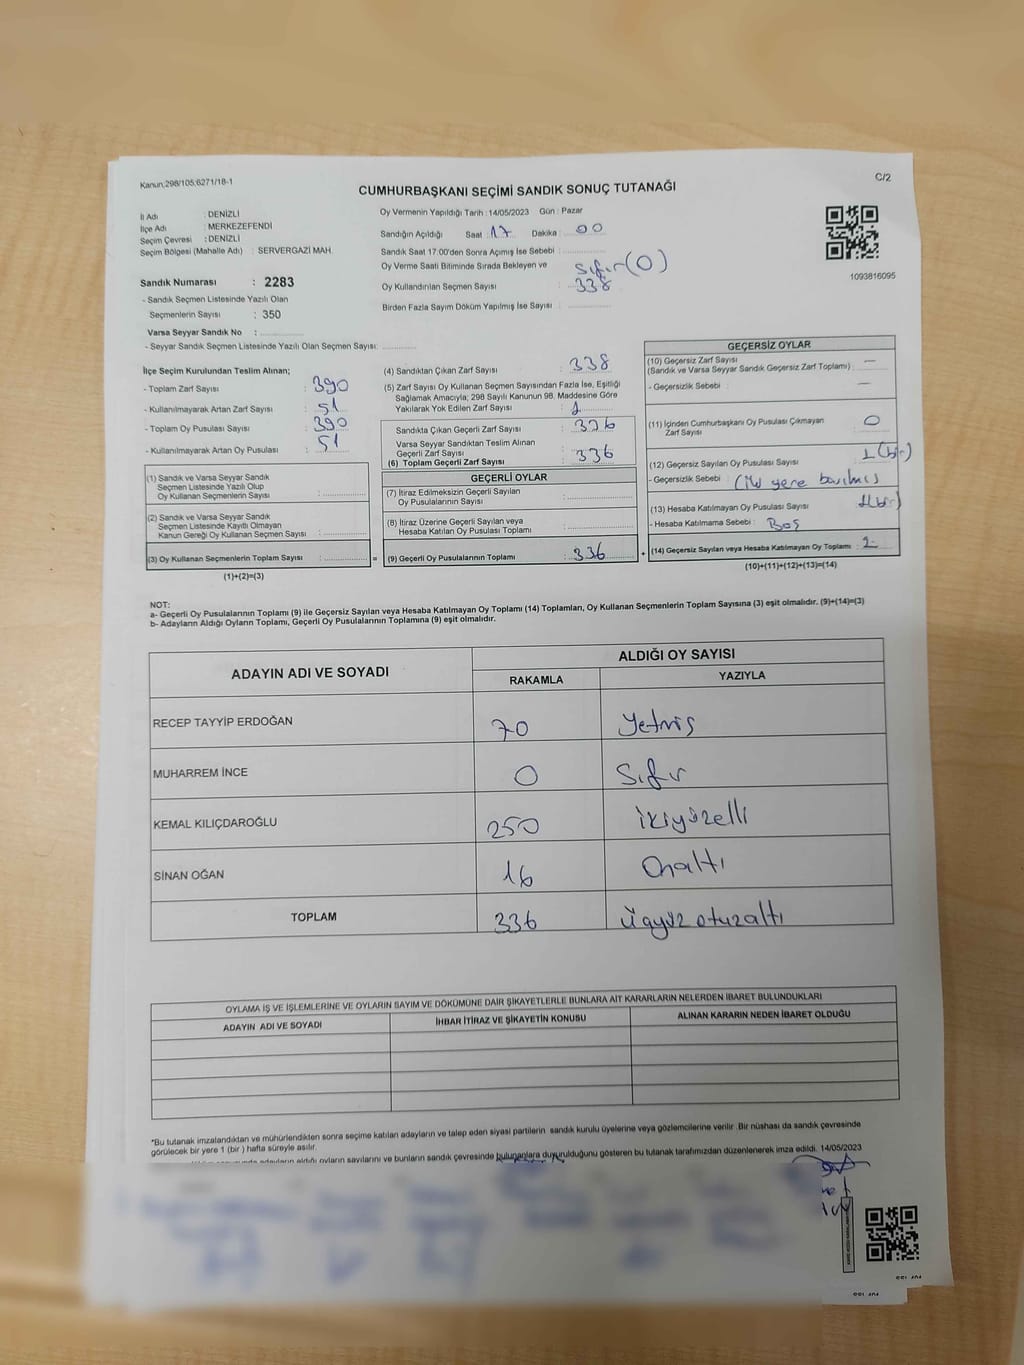 Kanun;298/105;6271/18-1
C/2
CUMHURBAŞKANI SEÇİMİ SANDIK SONUÇ TUTANAĞI
İl Adı : DENİZLİ
İlçe Adı : MERKEZEFENDİ
Seçim Çevresi : DENİZLİ
Seçim Bölgesi (Mahalle Adı) : SERVERGAZİ MAH.
Sandık Numarası : 2283
- Sandık Seçmen Listesinde Yazılı Olan
Seçmenlerin Sayısı : 350
Varsa Seyyar Sandık No :
- Seyyar Sandık Seçmen Listesinde Yazılı Olan Seçmen Sayısı:
Oy Vermenin Yapıldığı Tarih : 14/05/2023 Gün : Pazar
Sandığın Açıldığı Saat : 17 Dakika : 00
Sandık Saat 17:00'den Sonra Açımış İse Sebebi :
Oy Verme Saati Bitiminde Sırada Bekleyen ve
Sıfır (0)
Oy Kullandırılan Seçmen Sayısı : 338
Birden Fazla Sayım Döküm Yapılmış İse Sayısı :
1093816095
İlçe Seçim Kurulundan Teslim Alınan;
- Toplam Zarf Sayısı : 390
- Kullanılmayarak Artan Zarf Sayısı : 51
- Toplam Oy Pusulası Sayısı : 390
- Kullanılmayarak Artan Oy Pusulası : 51
(1) Sandık ve Varsa Seyyar Sandık
Seçmen Listesinde Yazılı Olup
Oy Kullanan Seçmenlerin Sayısı :
(2) Sandık ve Varsa Seyyar Sandık
Seçmen Listesinde Kayıtlı Olmayan
Kanun Gereği Oy Kullanan Seçmen Sayısı :
(3) Oy Kullanan Seçmenlerin Toplam Sayısı : =
(1)+(2)=(3)
(4) Sandıktan Çıkan Zarf Sayısı : 338
(5) Zarf Sayısı Oy Kullanan Seçmen Sayısından Fazla İse, Eşitliği
Sağlamak Amacıyla; 298 Sayılı Kanunun 98. Maddesine Göre
Yakılarak Yok Edilen Zarf Sayısı :
Sandıkta Çıkan Geçerli Zarf Sayısı : 336
Varsa Seyyar Sandıktan Teslim Alınan
Geçerli Zarf Sayısı
(6) Toplam Geçerli Zarf Sayısı : 336
GEÇERLİ OYLAR
(7) İtiraz Edilmeksizin Geçerli Sayılan
Oy Pusulalarının Sayısı :
(8) İtiraz Üzerine Geçerli Sayılan veya
Hesaba Katılan Oy Pusulası Toplamı :
(9) Geçerli Oy Pusulalarının Toplamı : 336 +
GEÇERSİZ OYLAR
(10) Geçersiz Zarf Sayısı —
(Sandık ve Varsa Seyyar Sandık Geçersiz Zarf Toplamı) :
- Geçersizlik Sebebi : —
(11) İçinden Cumhurbaşkanı Oy Pusulası Çıkmayan
Zarf Sayısı : 0
(12) Geçersiz Sayılan Oy Pusulası Sayısı : 1 (bir)
- Geçersizlik Sebebi : (iki yere basılmış)
(13) Hesaba Katılmayan Oy Pusulası Sayısı : 1(bir)
- Hesaba Katılmama Sebebi : Boş
(14) Geçersiz Sayılan veya Hesaba Katılmayan Oy Toplamı : 2
(10)+(11)+(12)+(13)=(14)
NOT:
a- Geçerli Oy Pusulalarının Toplamı (9) ile Geçersiz Sayılan veya Hesaba Katılmayan Oy Toplamı (14) Toplamları, Oy Kullanan Seçmenlerin Toplam Sayısına (3) eşit olmalıdır. (9)+(14)=(3)
b- Adayların Aldığı Oyların Toplamı, Geçerli Oy Pusulalarının Toplamına (9) eşit olmalıdır.
ADAYIN ADI VE SOYADI
ALDIĞI OY SAYISI
RAKAMLA YAZIYLA
RECEP TAYYİP ERDOĞAN 70 Yetmiş
MUHARREM İNCE 0 Sıfır
KEMAL KILIÇDAROĞLU 250 ikiyüzelli
SİNAN OĞAN 16 Onaltı
TOPLAM 336 üçyüz otuzaltı
OYLAMA İŞ VE İŞLEMLERİNE VE OYLARIN SAYIM VE DÖKÜMÜNE DAİR ŞİKAYETLERLE BUNLARA AİT KARARLARIN NELERDEN İBARET BULUNDUKLARI
ADAYIN ADI VE SOYADI İHBAR İTİRAZ VE ŞİKAYETİN KONUSU ALINAN KARARIN NEDEN İBARET OLDUĞU
*Bu tutanak imzalandıktan ve mühürlendikten sonra seçime katılan adayların ve talep eden siyasi partilerin sandık kurulu üyelerine veya gözlemcilerine verilir. Bir nüshası da sandık çevresinde
görülecek bir yere 1 (bir ) hafta süreyle asılır.
adayların aldığı oyların sayılarını ve bunların sandık çevresinde bulunanlara duyurulduğunu gösteren bu tutanak tarafımızdan düzenlenerek imza edildi. 14/05/2023